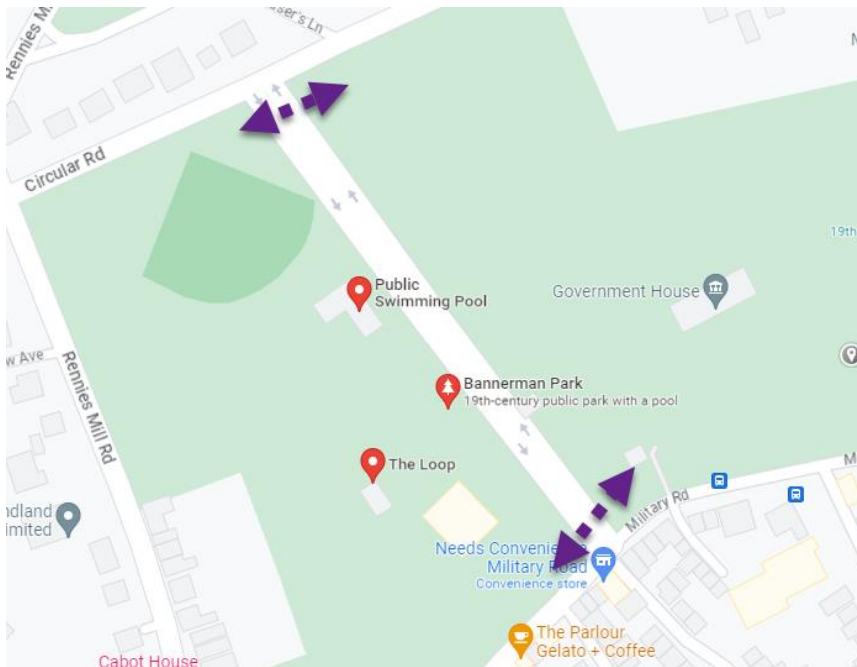 Rennies M
ser's Ln
Circular Rd
Public
Swimming Pool
Government House
19th
Bannerman Park
19th-century public park with a pool
w Ave
Rennies Mill Rd
The Loop
M
ndland
imited
Military Rd
Needs Convenience
Military Road
Convenience store
The Parlour
Gelato + Coffee
Cabot House